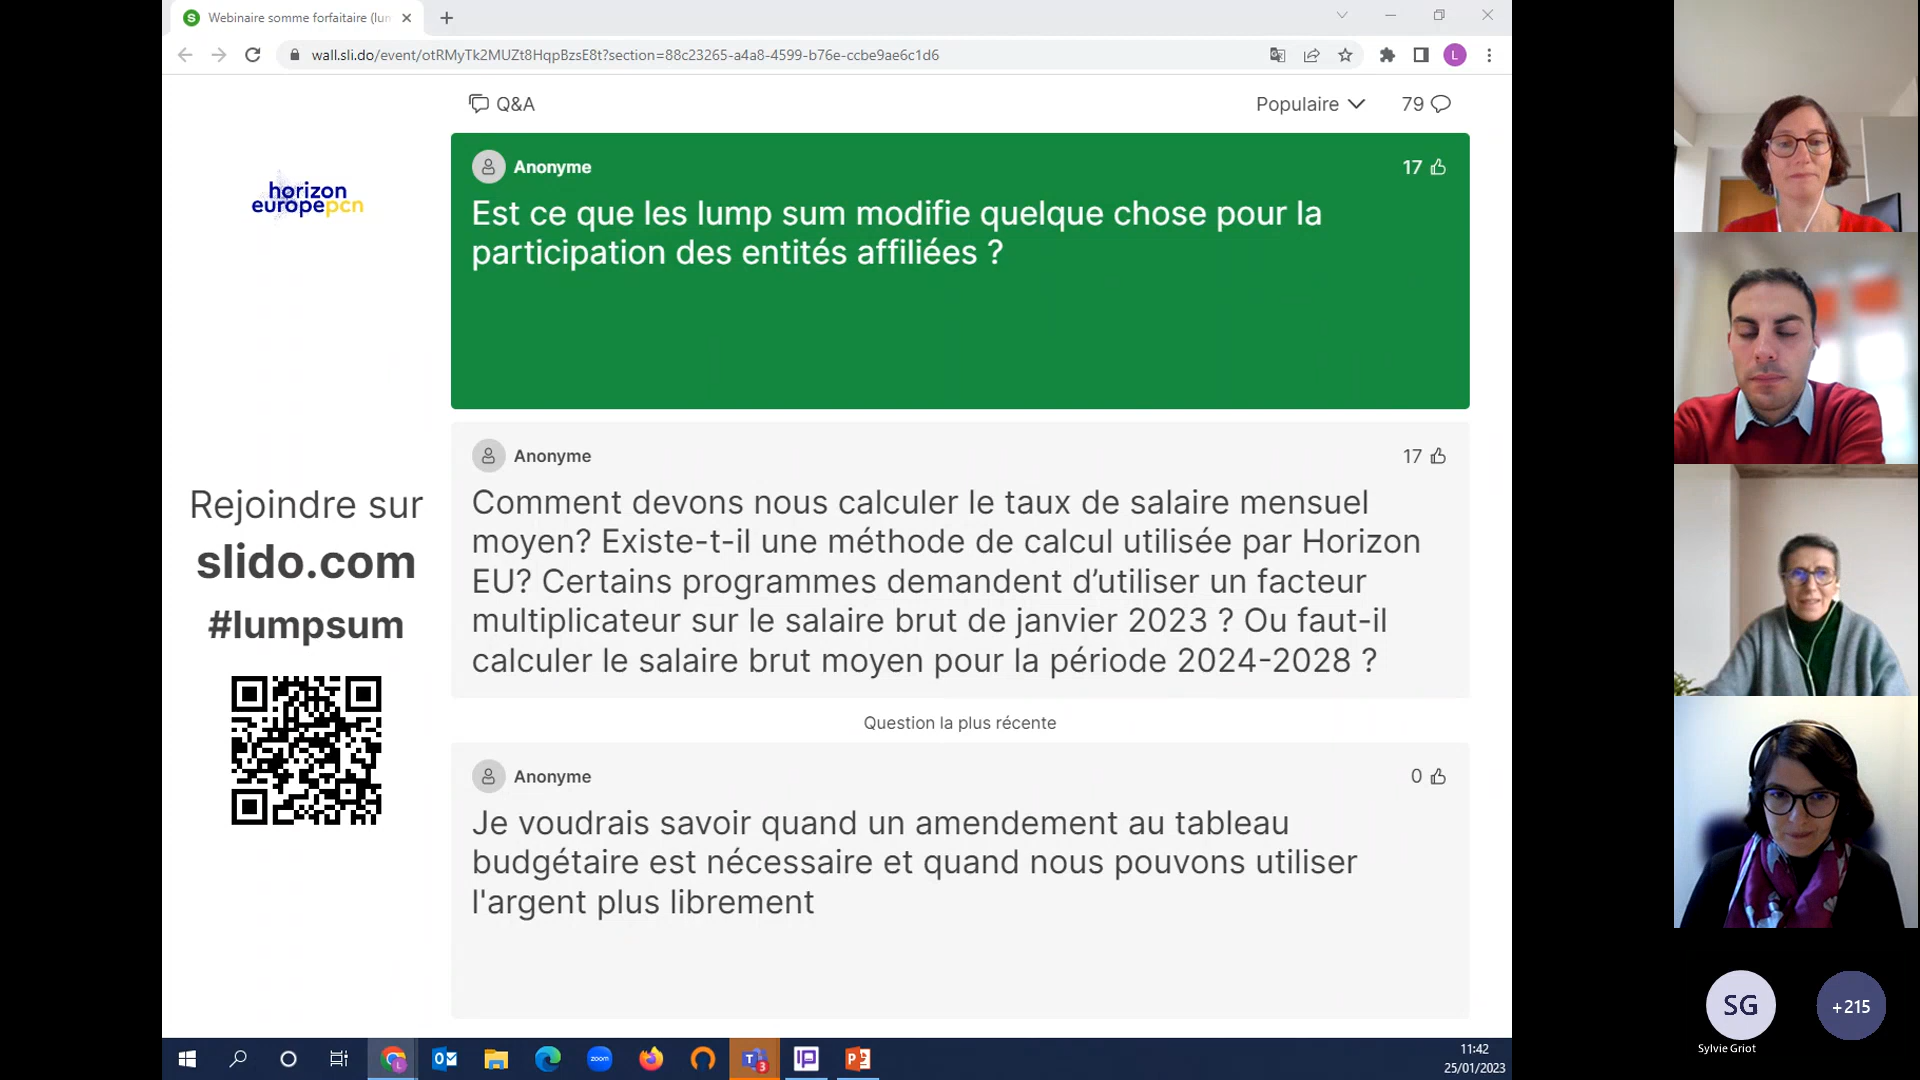 Webinaire somme forfaitaire (lun
wall.sli.do/event/otRMyTk2MUZt8HqpBzsE8t?section=88c23265-a4a8-4599-b76e-ccbe9ae6c1d6
L
Q&A
Populaire
79
horizon
europepcn
Rejoindre sur
slido.com
#lumpsum
Anonyme
17
Est ce que les lump sum modifie quelque chose pour la
participation des entités affiliées ?
Anonyme
17
Comment devons nous calculer le taux de salaire mensuel
moyen? Existe-t-il une méthode de calcul utilisée par Horizon
EU? Certains programmes demandent d’utiliser un facteur
multiplicateur sur le salaire brut de janvier 2023 ? Ou faut-il
calculer le salaire brut moyen pour la période 2024-2028 ?
Question la plus récente
Anonyme
0
Je voudrais savoir quand un amendement au tableau
budgétaire est nécessaire et quand nous pouvons utiliser
l'argent plus librement
SG
Sylvie Griot
+215
zoom
3
11:42
25/01/2023